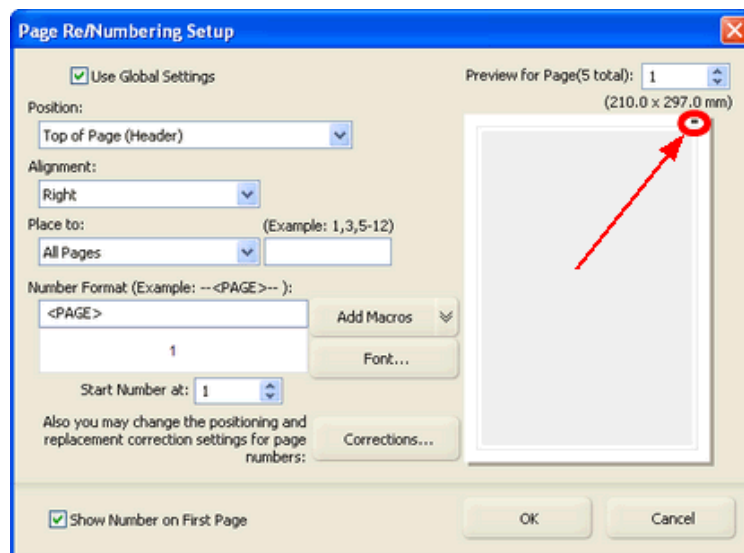 Page Re/Numbering Setup
Use Global Settings
Preview for Page(5 total): 1
(210.0 x 297.0 mm)
Position:
Top of Page (Header)
Alignment:
Right
Place to: (Example: 1,3,5-12)
All Pages
Number Format (Example: --<PAGE>-- ):
<PAGE>
Add Macros
1
Font...
Start Number at: 1
Also you may change the positioning and
replacement correction settings for page
numbers:
Corrections...
Show Number on First Page
OK
Cancel